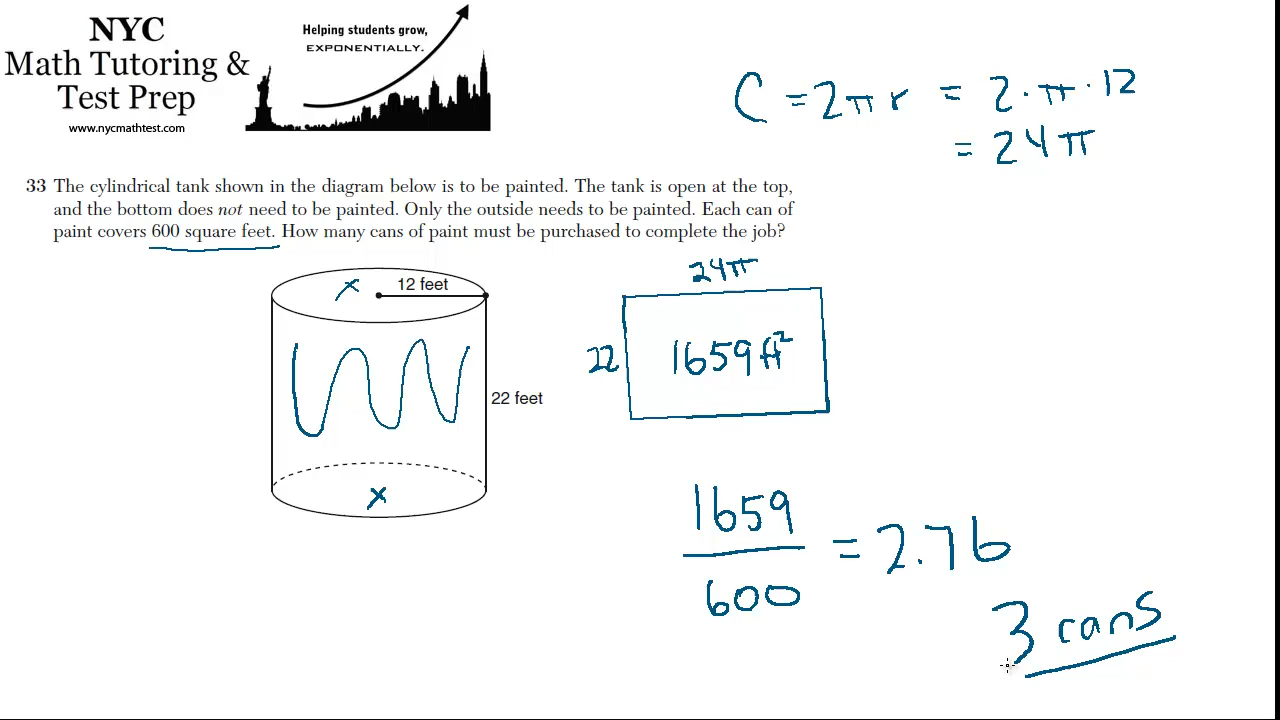 NYC
Math Tutoring &
Test Prep
www.nycmathtest.com
Helping students grow,
EXPONENTIALLY.
C = 2πr = 2·π·12
= 24π
33 The cylindrical tank shown in the diagram below is to be painted. The tank is open at the top,
and the bottom does not need to be painted. Only the outside needs to be painted. Each can of
paint covers 600 square feet. How many cans of paint must be purchased to complete the job?
x
12 feet
22 feet
x
24π
22
1659 ft²
1659
600
= 2.76
3 cans